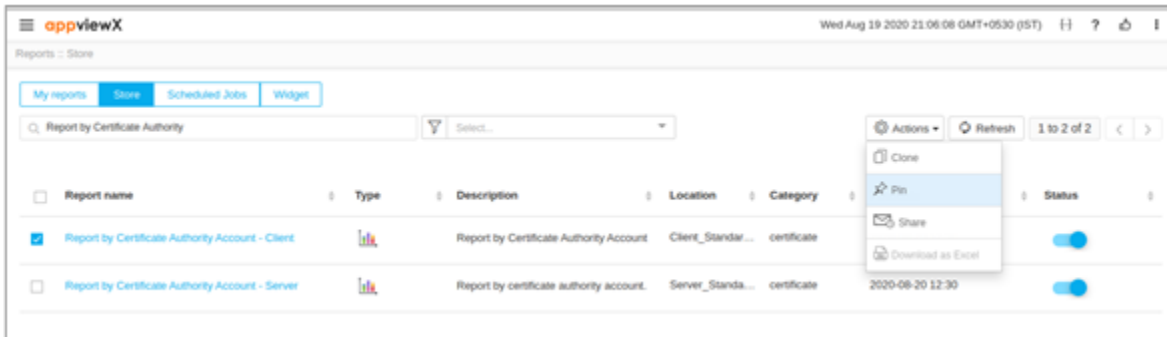 appviewX Wed Aug 19 2020 21:06:08 GMT+0530 (IST) ?
Reports :: Store
My reports Store Scheduled Jobs Widget
Report by Certificate Authority Select... Actions Refresh 1 to 2 of 2
Clone
Report name Type Description Location Category Pin Status
Share
Report by Certificate Authority Account - Client Report by Certificate Authority Account Client_Standar... certificate
Download as Excel
Report by Certificate Authority Account - Server Report by certificate authority account. Server_Standa... certificate 2020-08-20 12:30